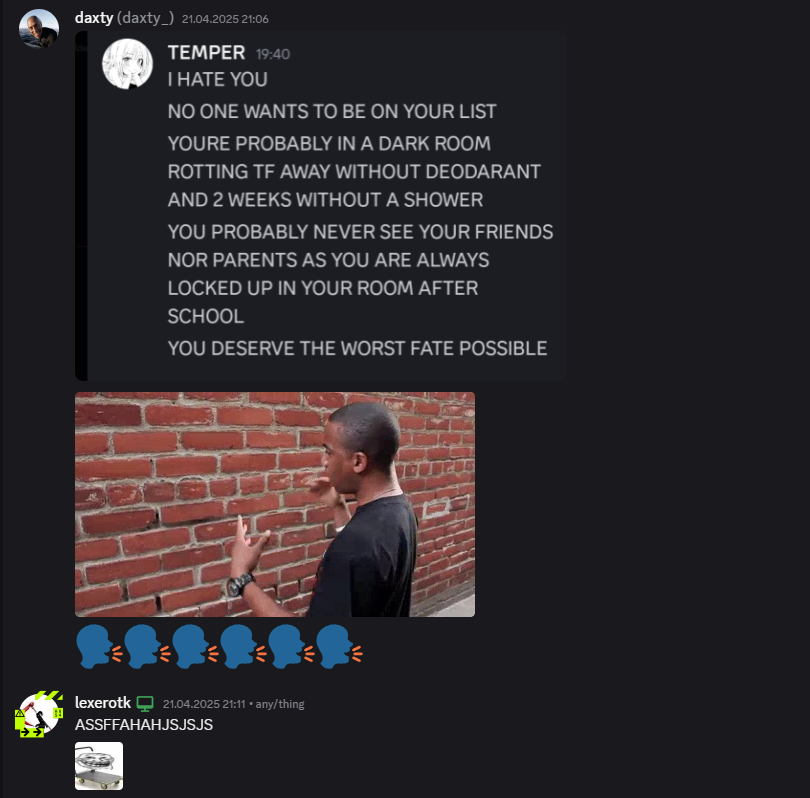 daxty (daxty_) 21.04.2025 21:06
TEMPER 19:40
I HATE YOU
NO ONE WANTS TO BE ON YOUR LIST
YOURE PROBABLY IN A DARK ROOM
ROTTING TF AWAY WITHOUT DEODARANT
AND 2 WEEKS WITHOUT A SHOWER
YOU PROBABLY NEVER SEE YOUR FRIENDS
NOR PARENTS AS YOU ARE ALWAYS
LOCKED UP IN YOUR ROOM AFTER
SCHOOL
YOU DESERVE THE WORST FATE POSSIBLE
lexerotk 21.04.2025 21:11 • any/thing
ASSFFAHAHJSJSJS